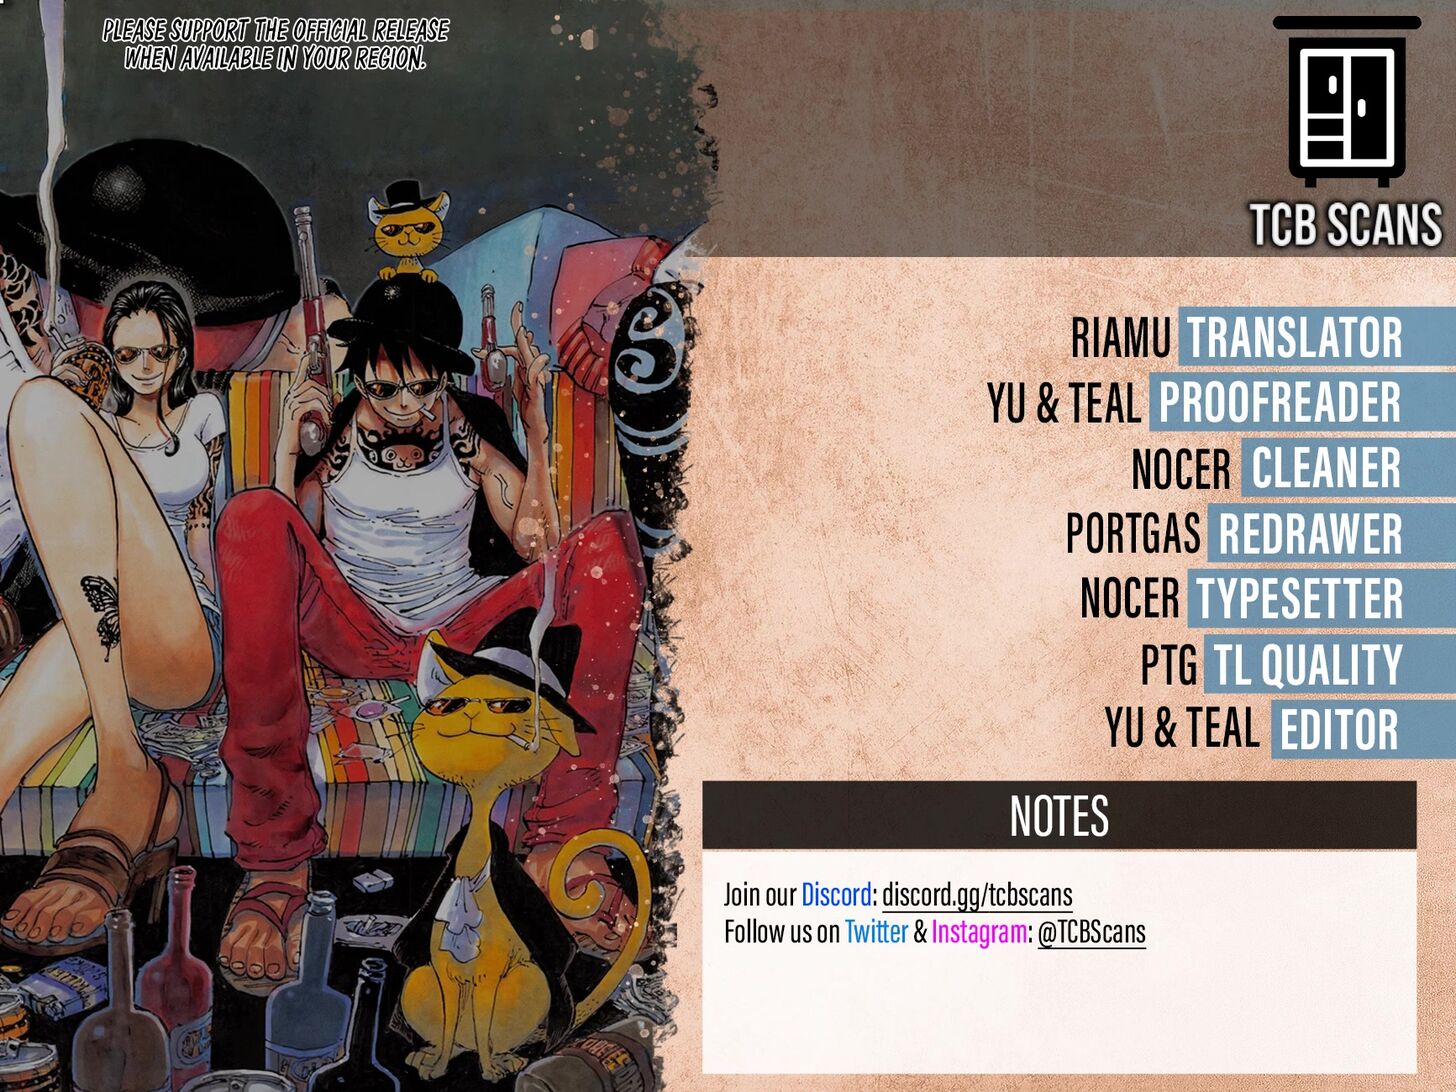 PLEASE SUPPORT THE OFFICIAL RELEASE
WHEN AVAILABLE IN YOUR REGION.
TCB SCANS
RIAMU TRANSLATOR
YU & TEAL PROOFREADER
NOCER CLEANER
PORTGAS REDRAWER
NOCER TYPESETTER
PTG TL QUALITY
YU & TEAL EDITOR
NOTES
Join our Discord: discord.gg/tcbscans
Follow us on Twitter & Instagram: @TCBScans